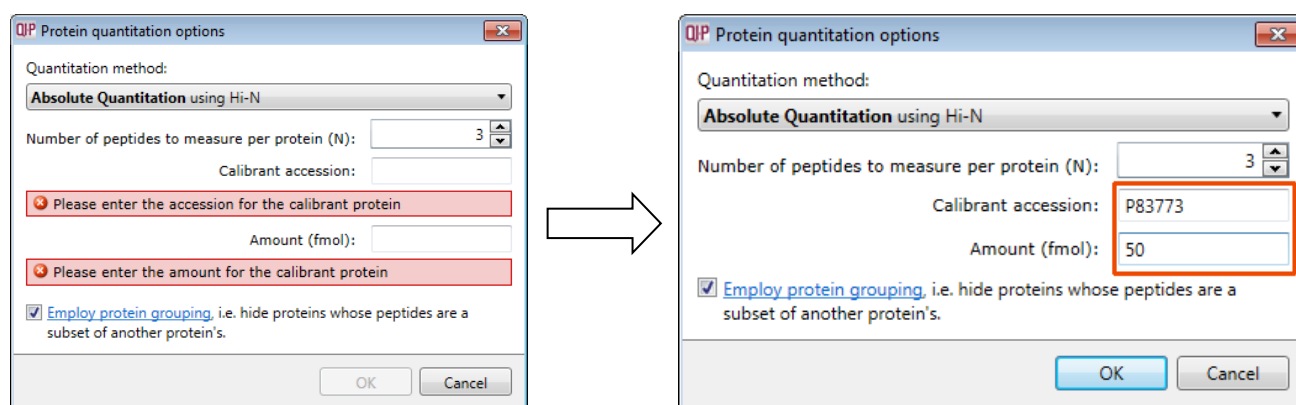 QIP Protein quantitation options
Quantitation method:
Absolute Quantitation using Hi-N
Number of peptides to measure per protein (N): 3
Calibrant accession:
Please enter the accession for the calibrant protein
Amount (fmol):
Please enter the amount for the calibrant protein
Employ protein grouping, i.e. hide proteins whose peptides are a
subset of another protein's.
OK Cancel
QIP Protein quantitation options
Quantitation method:
Absolute Quantitation using Hi-N
Number of peptides to measure per protein (N): 3
Calibrant accession: P83773
Amount (fmol): 50
Employ protein grouping, i.e. hide proteins whose peptides are a
subset of another protein's.
OK Cancel